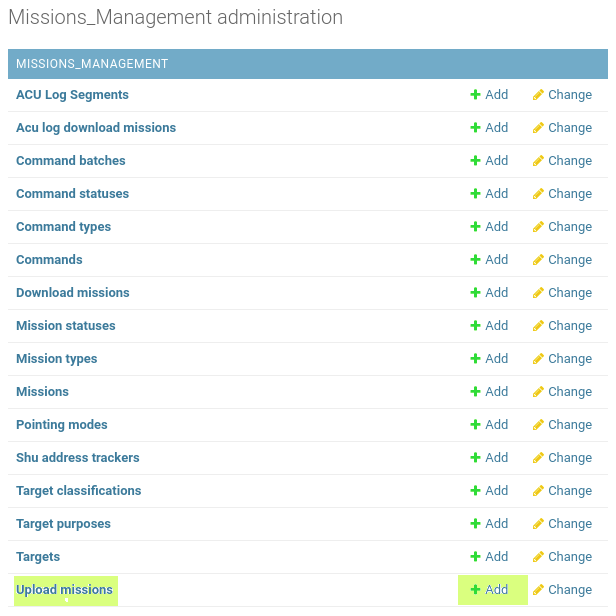 Missions_Management administration
MISSIONS_MANAGEMENT
ACU Log Segments Add Change
Acu log download missions Add Change
Command batches Add Change
Command statuses Add Change
Command types Add Change
Commands Add Change
Download missions Add Change
Mission statuses Add Change
Mission types Add Change
Missions Add Change
Pointing modes Add Change
Shu address trackers Add Change
Target classifications Add Change
Target purposes Add Change
Targets Add Change
Upload missions Add Change